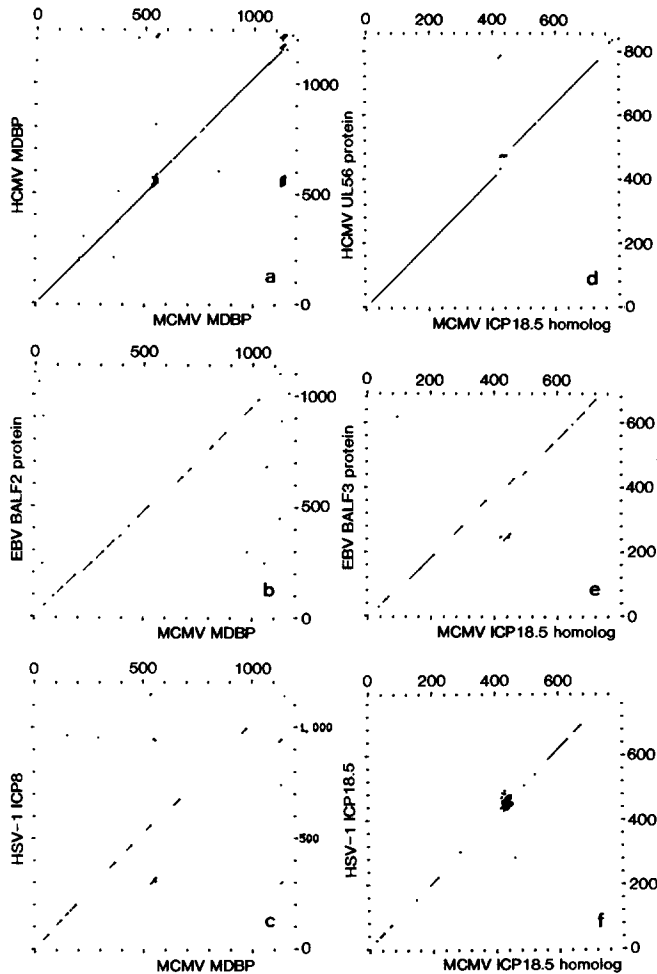 0 500 1000
HCMV MDBP
1000
500
0
a
MCMV MDBP
0 200 400 600
HCMV UL56 protein
800
600
400
200
0
d
MCMV ICP18.5 homolog
0 500 1000
EBV BALF2 protein
1000
500
0
b
MCMV MDBP
0 200 400 600
EBV BALF3 protein
600
400
200
0
e
MCMV ICP18.5 homolog
0 500 1000
HSV-1 ICP8
1,000
500
0
c
MCMV MDBP
0 200 400 600
HSV-1 ICP18.5
600
400
200
0
f
MCMV ICP18.5 homolog